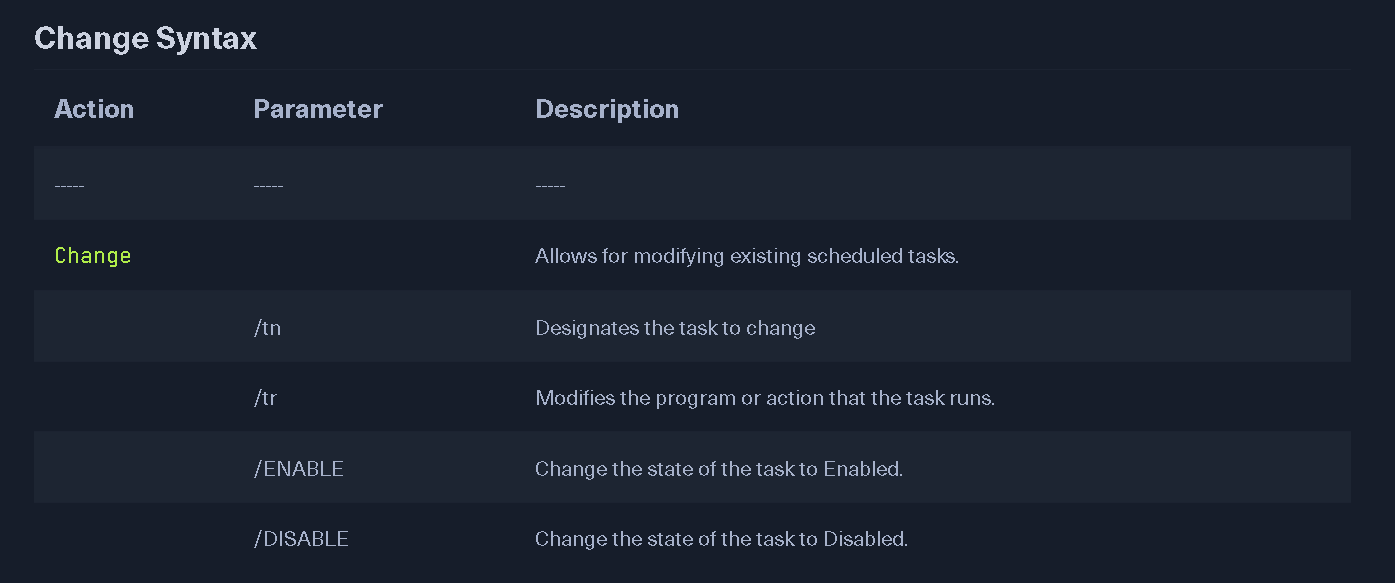 Change Syntax
Action Parameter Description
----- ----- -----
Change Allows for modifying existing scheduled tasks.
/tn Designates the task to change
/tr Modifies the program or action that the task runs.
/ENABLE Change the state of the task to Enabled.
/DISABLE Change the state of the task to Disabled.